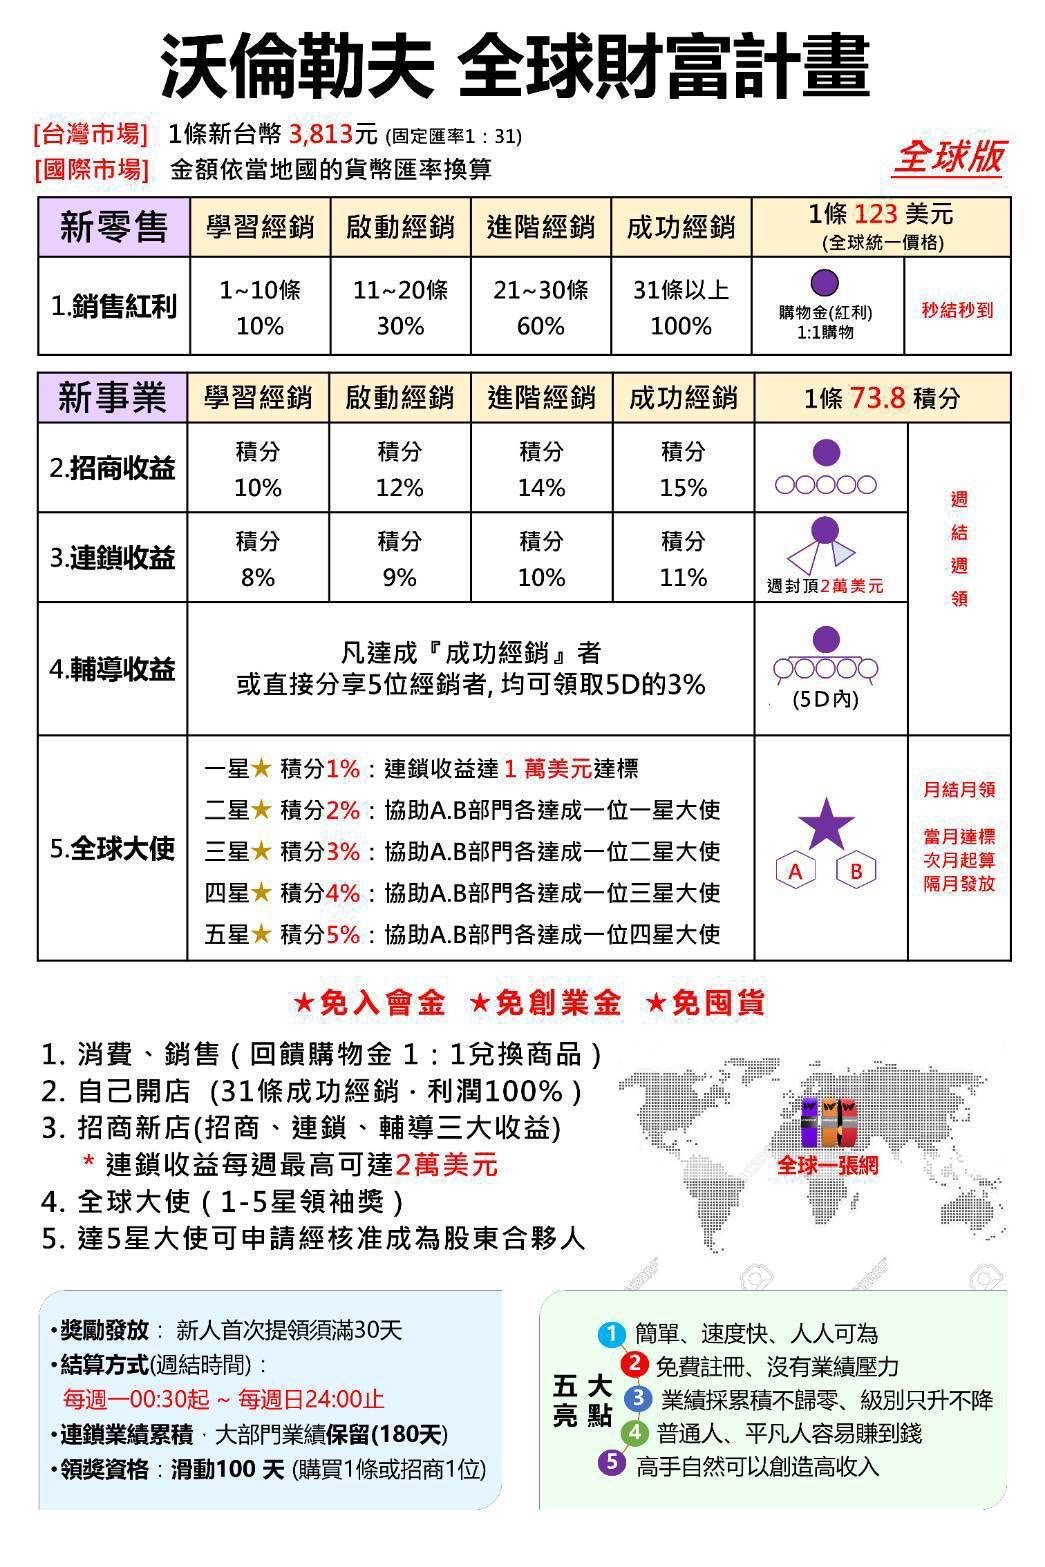 沃倫勒夫 全球財富計畫
[台灣市場] 1條新台幣 3,813元 (固定匯率1：31)
[國際市場] 金額依當地國的貨幣匯率換算
全球版
新零售 學習經銷 啟動經銷 進階經銷 成功經銷 1條 123 美元
(全球統一價格)
1.銷售紅利 1~10條 11~20條 21~30條 31條以上
10% 30% 60% 100%
購物金(紅利)
1:1購物
秒結秒到
新事業 學習經銷 啟動經銷 進階經銷 成功經銷 1條 73.8 積分
2.招商收益 積分 積分 積分 積分
10% 12% 14% 15%
3.連鎖收益 積分 積分 積分 積分
8% 9% 10% 11%
週封頂2萬美元
週
結
週
領
4.輔導收益 凡達成『成功經銷』者
或直接分享5位經銷者, 均可領取5D的3%
(5D內)
5.全球大使
一星★ 積分1%：連鎖收益達 1 萬美元達標
二星★ 積分2%：協助A.B部門各達成一位一星大使
三星★ 積分3%：協助A.B部門各達成一位二星大使
四星★ 積分4%：協助A.B部門各達成一位三星大使
五星★ 積分5%：協助A.B部門各達成一位四星大使
A B
月結月領
當月達標
次月起算
隔月發放
★免入會金 ★免創業金 ★免囤貨
1. 消費、銷售 ( 回饋購物金 1：1兌換商品 )
2. 自己開店 (31條成功經銷 · 利潤100% )
3. 招商新店(招商、連鎖、輔導三大收益)
* 連鎖收益每週最高可達2萬美元
4. 全球大使 ( 1-5星領袖獎 )
5. 達5星大使可申請經核准成為股東合夥人
全球一張網
•獎勵發放： 新人首次提領須滿30天
•結算方式(週結時間)：
每週一00:30起 ~ 每週日24:00止
•連鎖業績累積 · 大部門業績保留(180天)
•領獎資格：滑動100 天 (購買1條或招商1位)
五大
亮點
1 簡單、速度快、人人可為
2 免費註冊、沒有業績壓力
3 業績採累積不歸零、級別只升不降
4 普通人、平凡人容易賺到錢
5 高手自然可以創造高收入